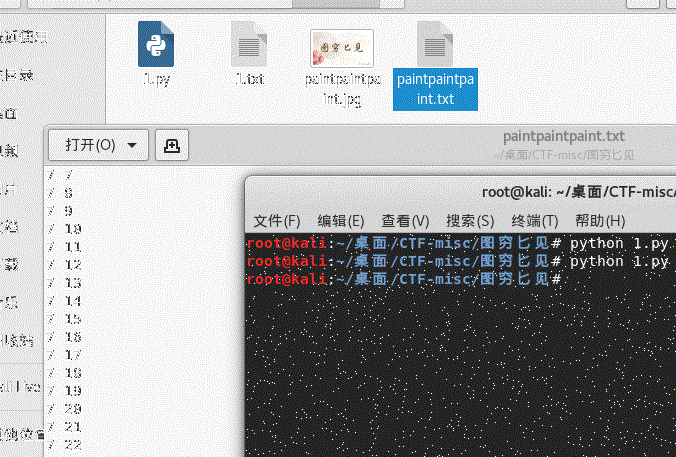 1.py
1.txt
图穷匕见
paintpaintpa
int.jpg
paintpaintpa
int.txt
打开(O)
paintpaintpaint.txt
~/桌面/CTF-misc/图穷匕见
/ 7
/ 8
/ 9
/ 10
/ 11
/ 12
/ 13
/ 14
/ 15
/ 16
/ 17
/ 18
/ 19
/ 20
/ 21
/ 22
root@kali: ~/桌面/CTF-misc/
文件(F) 编辑(E) 查看(V) 搜索(S) 终端(T) 帮助(H)
root@kali:~/桌面/CTF-misc/图穷匕见# python 1.py
root@kali:~/桌面/CTF-misc/图穷匕见# python 1.py
root@kali:~/桌面/CTF-misc/图穷匕见#